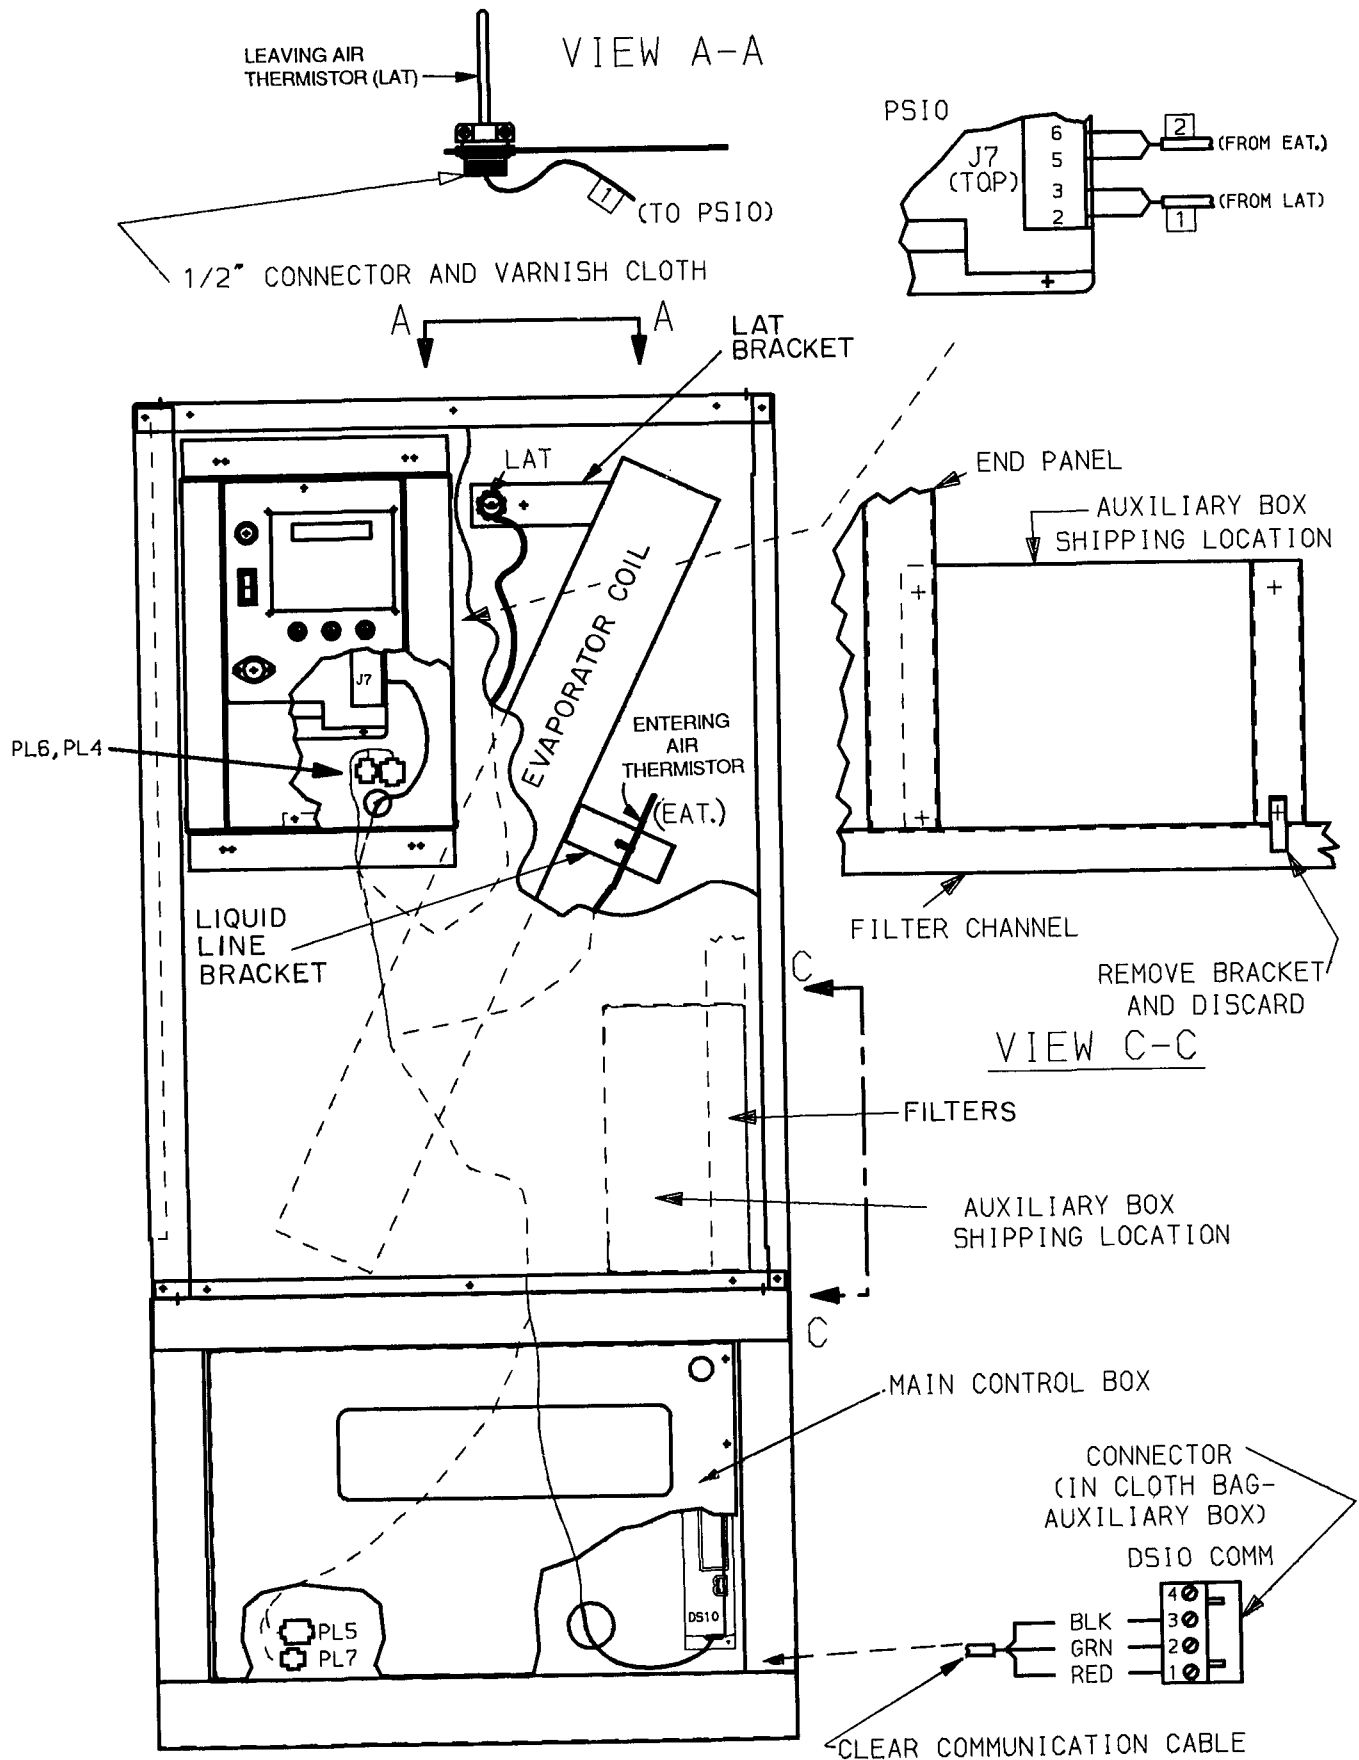 LEAVING AIR
THERMISTOR (LAT)
VIEW A-A
1
(TO PSIO)
1/2" CONNECTOR AND VARNISH CLOTH
PSIO
J7
(TOP)
6
5
3
2
2
(FROM EAT.)
(FROM LAT)
1
A
A
LAT
BRACKET
LAT
EVAPORATOR COIL
J7
PL6, PL4
ENTERING
AIR
THERMISTOR
(EAT.)
LIQUID
LINE
BRACKET
END PANEL
AUXILIARY BOX
SHIPPING LOCATION
FILTER CHANNEL
REMOVE BRACKET
AND DISCARD
VIEW C-C
C
FILTERS
AUXILIARY BOX
SHIPPING LOCATION
C
MAIN CONTROL BOX
CONNECTOR
(IN CLOTH BAG-
AUXILIARY BOX)
DSIO COMM
4
3
2
1
BLK
GRN
RED
DS10
PL5
PL7
CLEAR COMMUNICATION CABLE